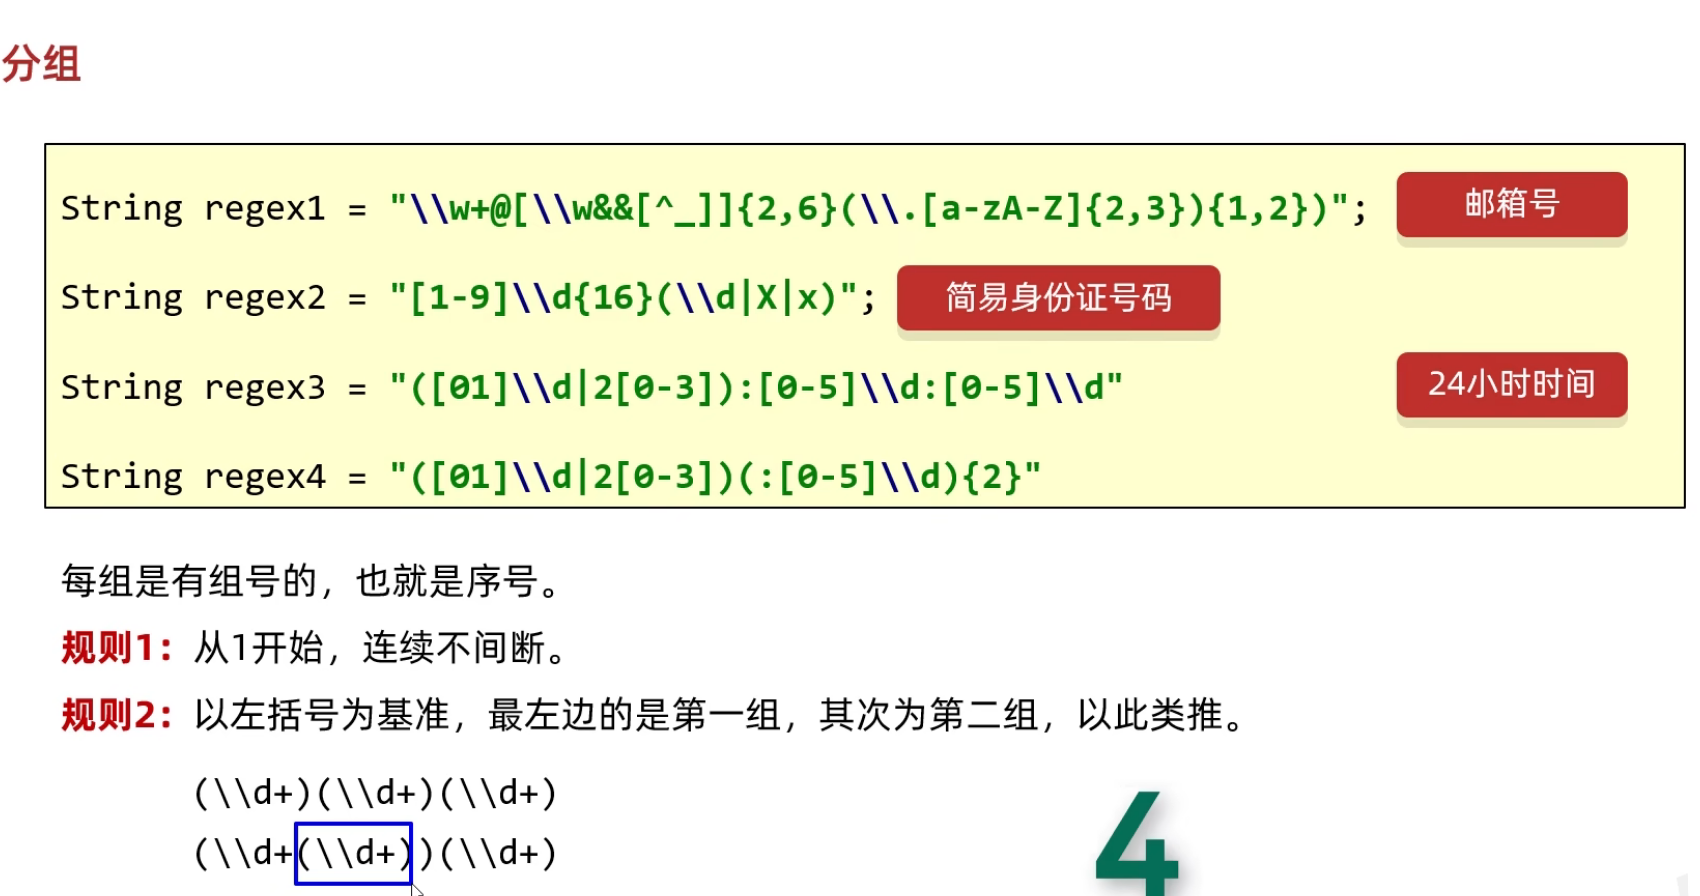 分组
String regex1 = "\\w+@[\\w&&[^_]]{2,6}(\\.[a-zA-Z]{2,3}){1,2})"; 邮箱号
String regex2 = "[1-9]\\d{16}(\\d|X|x)"; 简易身份证号码
String regex3 = "([01]\\d|2[0-3]):[0-5]\\d:[0-5]\\d" 24小时时间
String regex4 = "([01]\\d|2[0-3])(:[0-5]\\d){2}"
每组是有组号的，也就是序号。
规则1：从1开始，连续不间断。
规则2：以左括号为基准，最左边的是第一组，其次为第二组，以此类推。
(\\d+)(\\d+)(\\d+)
(\\d+(\\d+))(\\d+)
4